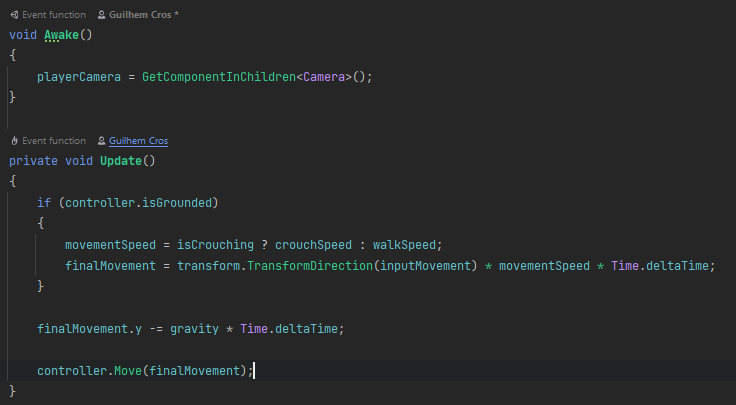 Event function Guilhem Cros *
void Awake()
{
playerCamera = GetComponentInChildren<Camera>();
}
Event function Guilhem Cros
private void Update()
{
if (controller.isGrounded)
{
movementSpeed = isCrouching ? crouchSpeed : walkSpeed;
finalMovement = transform.TransformDirection(inputMovement) * movementSpeed * Time.deltaTime;
}
finalMovement.y -= gravity * Time.deltaTime;
controller.Move(finalMovement);
}